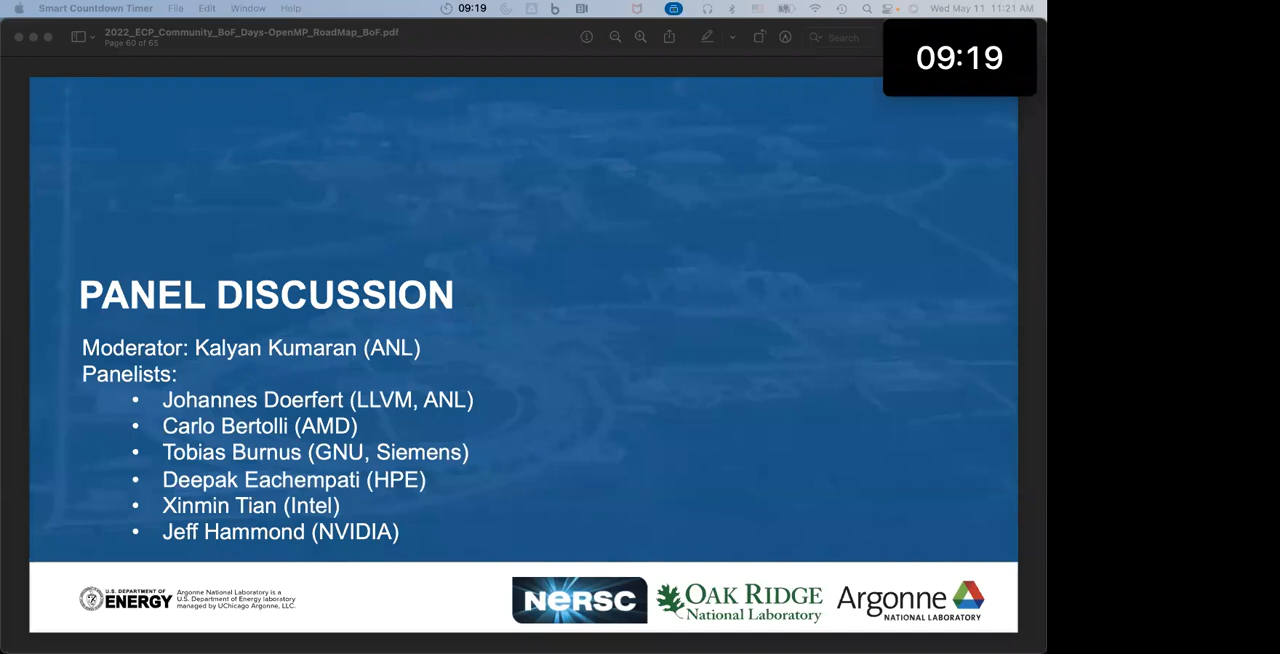 Smart Countdown Timer File Edit Window Help 09:19 Wed May 11 11:21 AM
2022_ECP_Community_BoF_Days-OpenMP_RoadMap_BoF.pdf
Page 60 of 65
Search
09:19
PANEL DISCUSSION
Moderator: Kalyan Kumaran (ANL)
Panelists:
• Johannes Doerfert (LLVM, ANL)
• Carlo Bertolli (AMD)
• Tobias Burnus (GNU, Siemens)
• Deepak Eachempati (HPE)
• Xinmin Tian (Intel)
• Jeff Hammond (NVIDIA)
U.S. DEPARTMENT OF
ENERGY
Argonne National Laboratory is a
U.S. Department of Energy laboratory
managed by UChicago Argonne, LLC.
NERSC
OAK RIDGE
National Laboratory
Argonne
NATIONAL LABORATORY